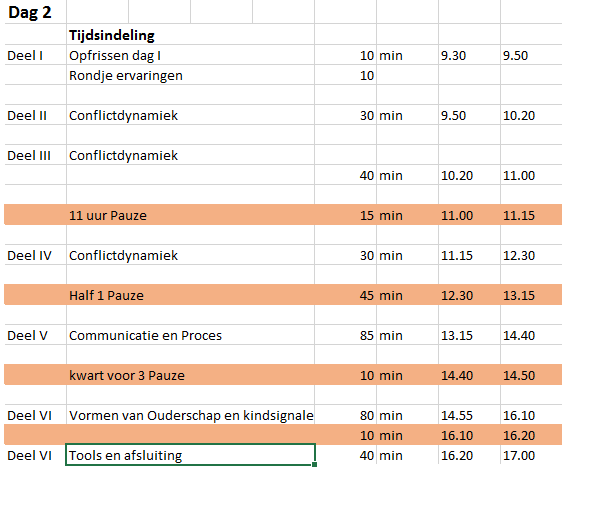 Dag 2
Tijdsindeling
Deel I Opfrissen dag I 10 min 9.30 9.50
Rondje ervaringen 10
Deel II Conflictdynamiek 30 min 9.50 10.20
Deel III Conflictdynamiek
40 min 10.20 11.00
11 uur Pauze 15 min 11.00 11.15
Deel IV Conflictdynamiek 30 min 11.15 12.30
Half 1 Pauze 45 min 12.30 13.15
Deel V Communicatie en Proces 85 min 13.15 14.40
kwart voor 3 Pauze 10 min 14.40 14.50
Deel VI Vormen van Ouderschap en kindsignale 80 min 14.55 16.10
10 min 16.10 16.20
Deel VI Tools en afsluiting 40 min 16.20 17.00